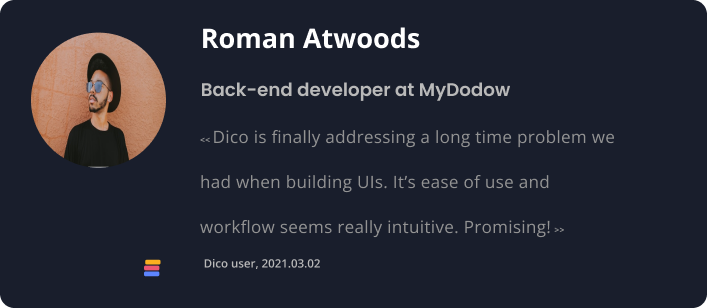 Roman Atwoods
Back-end developer at MyDodow
<< Dico is finally addressing a long time problem we
had when building UIs. It’s ease of use and
workflow seems really intuitive. Promising! >>
Dico user, 2021.03.02